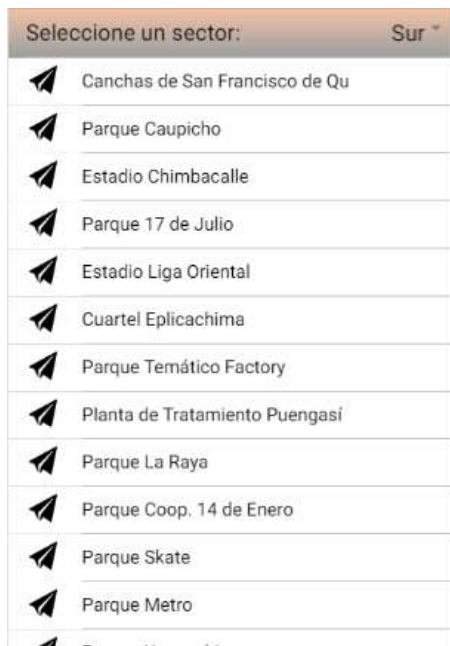 Seleccione un sector: Sur
Canchas de San Francisco de Qu
Parque Caupicho
Estadio Chimbacalle
Parque 17 de Julio
Estadio Liga Oriental
Cuartel Eplicachima
Parque Temático Factory
Planta de Tratamiento Puengasí
Parque La Raya
Parque Coop. 14 de Enero
Parque Skate
Parque Metro